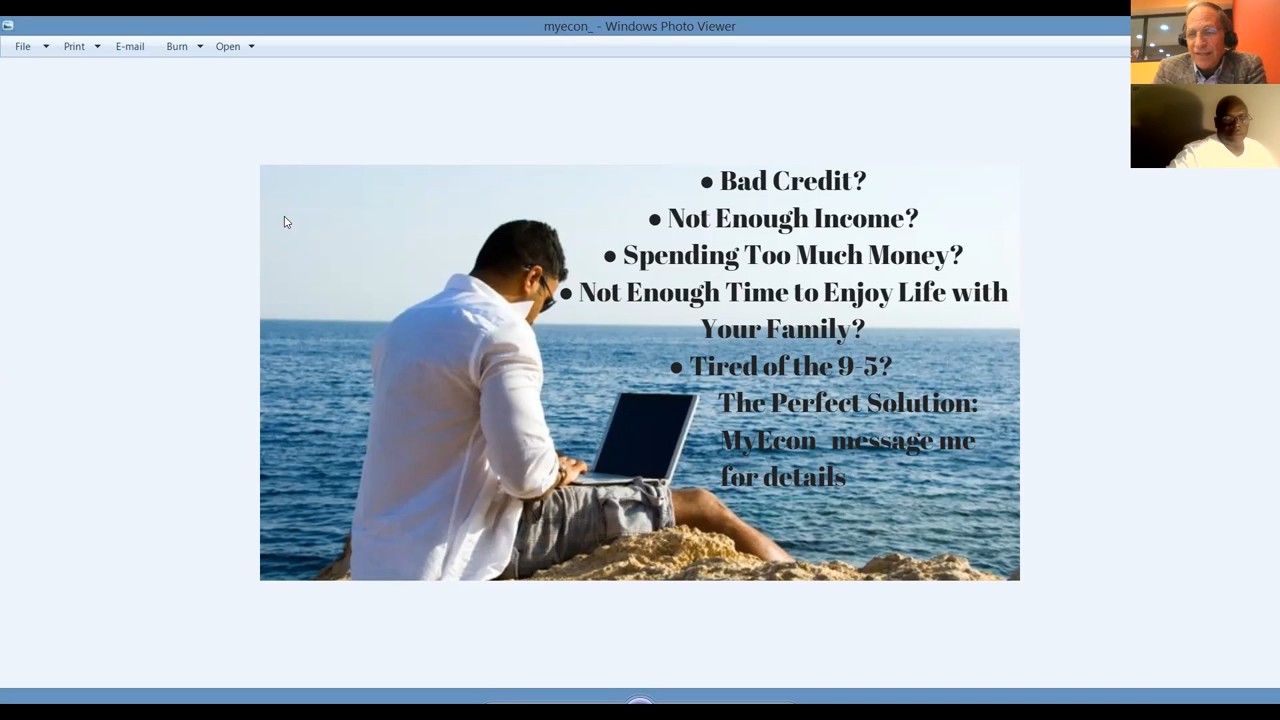 myecon_ - Windows Photo Viewer
File Print E-mail Burn Open
● Bad Credit?
● Not Enough Income?
● Spending Too Much Money?
● Not Enough Time to Enjoy Life with
Your Family?
● Tired of the 9-5?
The Perfect Solution:
MyEcon message me
for details